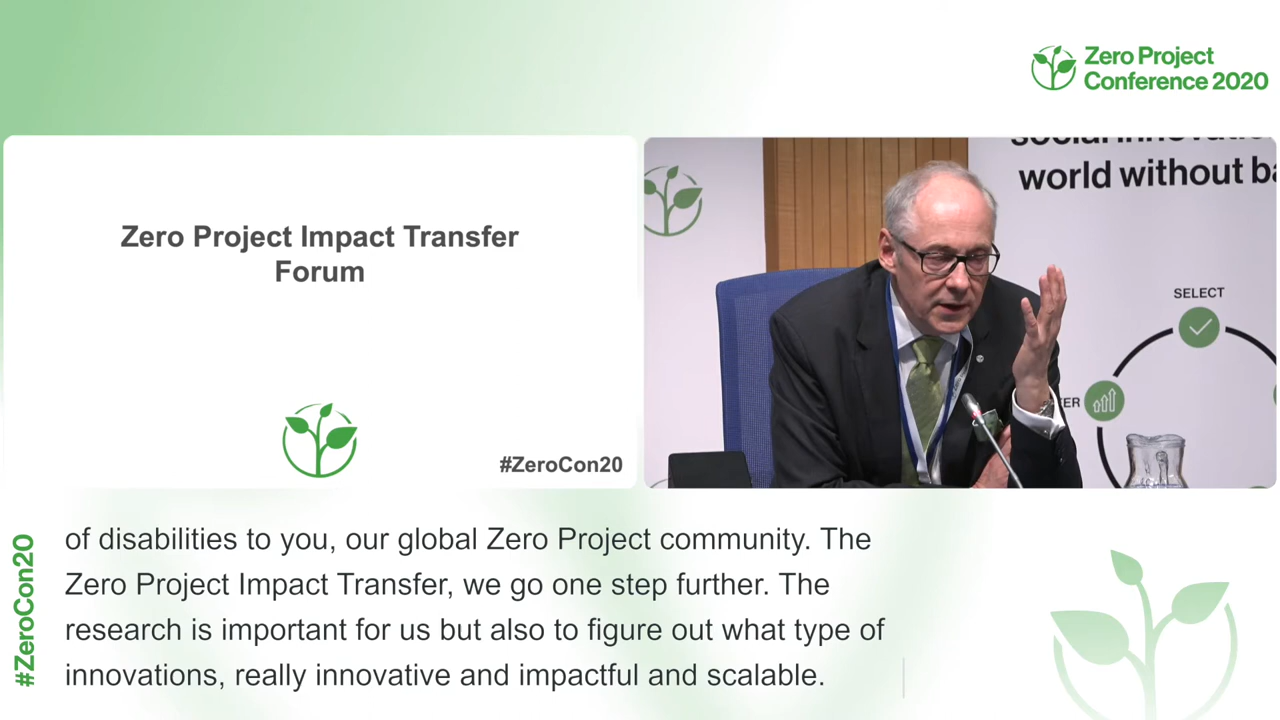 Zero Project
Conference 2020
Zero Project Impact Transfer
Forum
#ZeroCon20
world without
SELECT
#ZeroCon20
of disabilities to you, our global Zero Project community. The
Zero Project Impact Transfer, we go one step further. The
research is important for us but also to figure out what type of
innovations, really innovative and impactful and scalable.